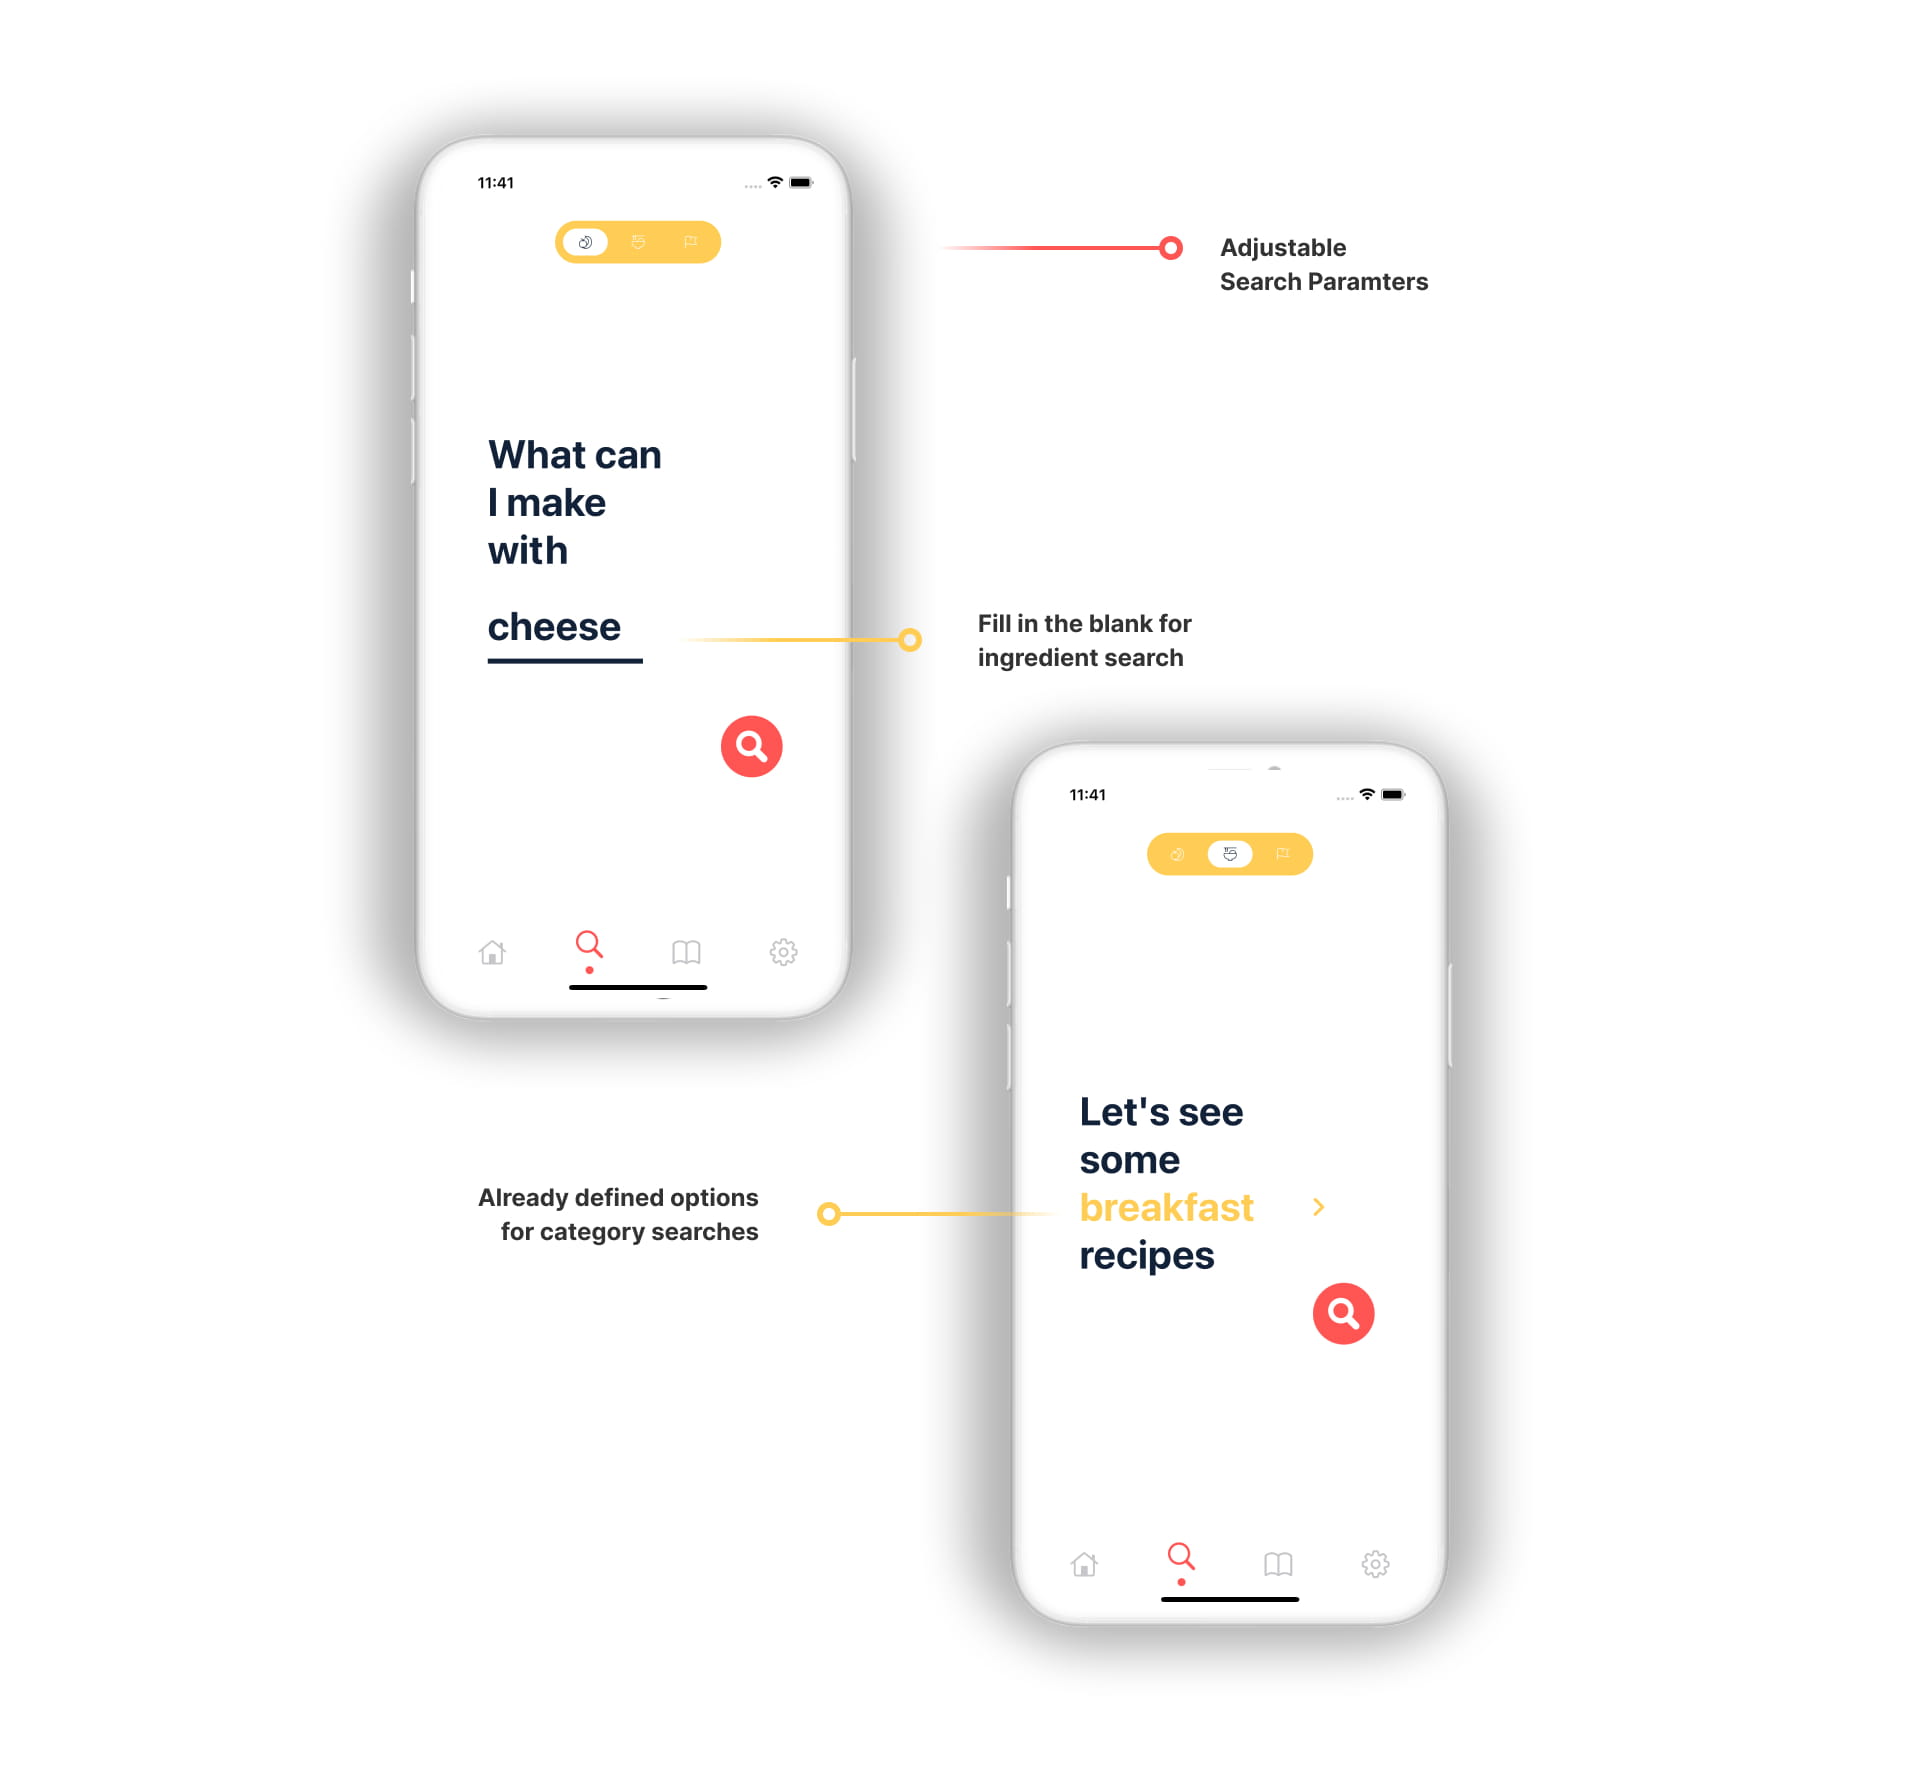 11:41
Adjustable
Search Paramters
What can
I make
with
cheese
Fill in the blank for
ingredient search
11:41
Let's see
some
breakfast
recipes
Already defined options
for category searches